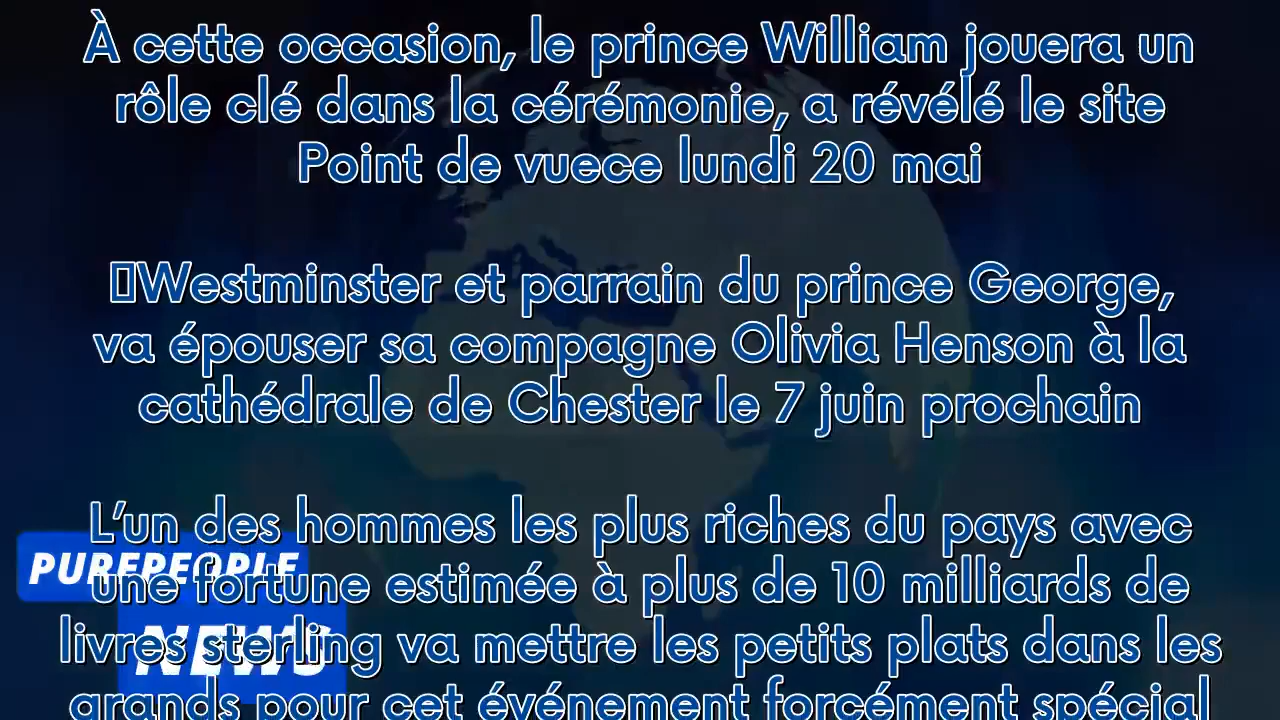 À cette occasion, le prince William jouera un
rôle clé dans la cérémonie, a révélé le site
Point de vuece lundi 20 mai
Westminster et parrain du prince George,
va épouser sa compagne Olivia Henson à la
cathédrale de Chester le 7 juin prochain
L’un des hommes les plus riches du pays avec
une fortune estimée à plus de 10 milliards de
livres sterling va mettre les petits plats dans les
grands pour cet événement forcément spécial
PUREPEOPLE
NEWS